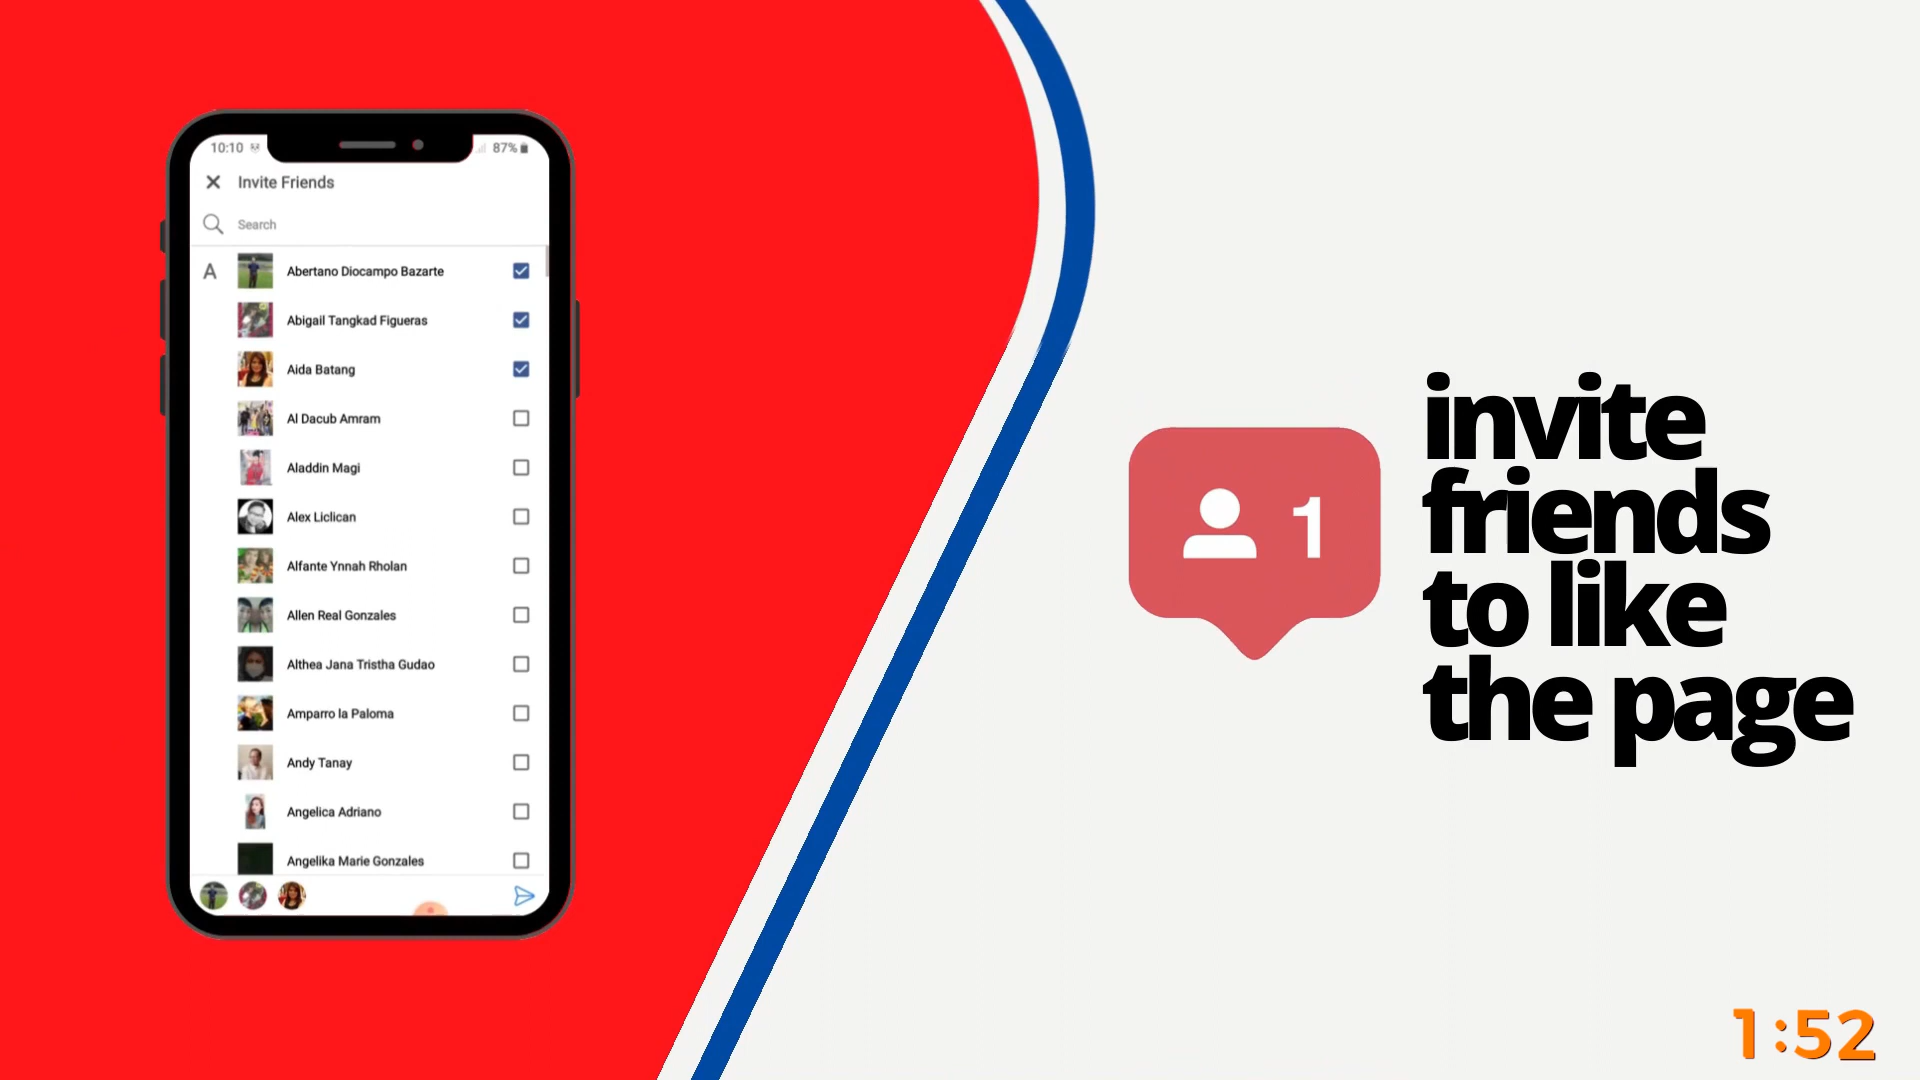 10:10
87%
Invite Friends
Search
A
Abertano Diocampo Bazarte
Abigail Tangkad Figueras
Aida Batang
Al Dacub Amram
Aladdin Magi
Alex Liclican
Alfante Ynnah Rholan
Allen Real Gonzales
Althea Jana Tristha Gudao
Amparro la Paloma
Andy Tanay
Angelica Adriano
Angelika Marie Gonzales
1
invite
friends
to like
the page
1:52